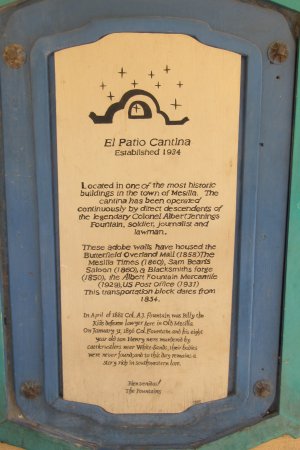 El Patio Cantina
Established 1934
Located in one of the most historic
buildings in the town of Mesilla. The
cantina has been operated
continuously by direct descendents of
the legendary Colonel Albert Jennings
Fountain, soldier, journalist and
lawman.
These adobe walls have housed the
Butterfield Overland Mail (1858) The
Mesilla Times (1860), Sam Bean's
Saloon (1860), a Blacksmiths forge
(1850), the Albert Fountain Mercantile
(1929), US Post Office (1937)
This transportation block dates from
1834.
In April of 1881 Col. A.J. Fountain was Billy the
Kids defense lawyer here in Old Mesilla.
On January 31, 1896 Col. Fountain and his eight
year old son Henry were murdered by
cattlerustlers near White Sands, their bodies
were never found, and to this day remains a
story rich in southwestern lore.
Bienvenidos!
The Fountains